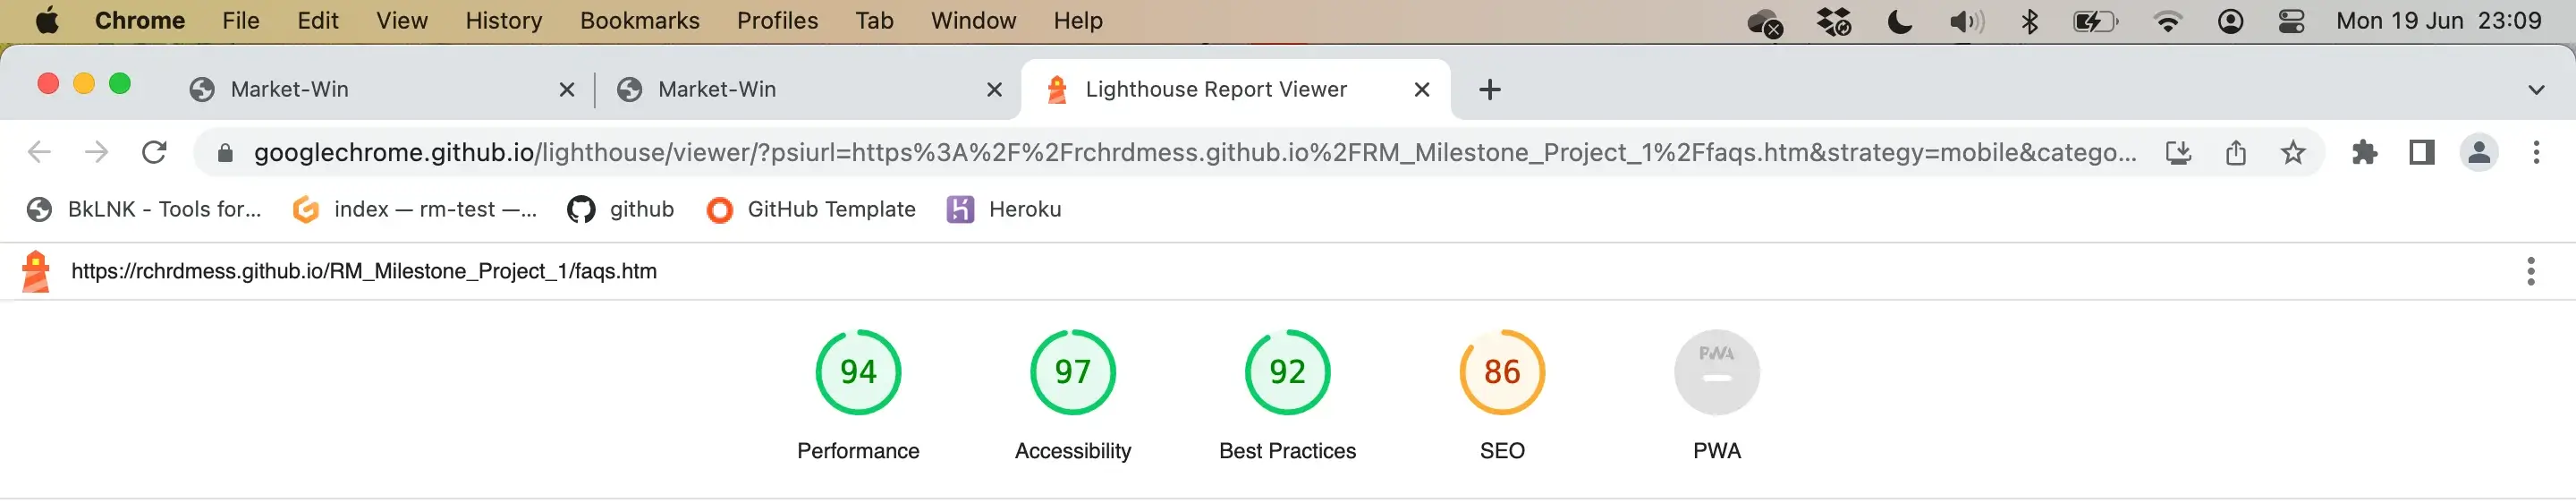 Chrome File Edit View History Bookmarks Profiles Tab Window Help Mon 19 Jun 23:09
Market-Win Market-Win Lighthouse Report Viewer
googlechrome.github.io/lighthouse/viewer/?psiurl=https%3A%2F%2Frchrdmess.github.io%2FRM_Milestone_Project_1%2Ffaqs.htm&strategy=mobile&catego...
BkLNK - Tools for... index — rm-test —... github GitHub Template Heroku
https://rchrdmess.github.io/RM_Milestone_Project_1/faqs.htm
94 97 92 86 PWA
Performance Accessibility Best Practices SEO PWA